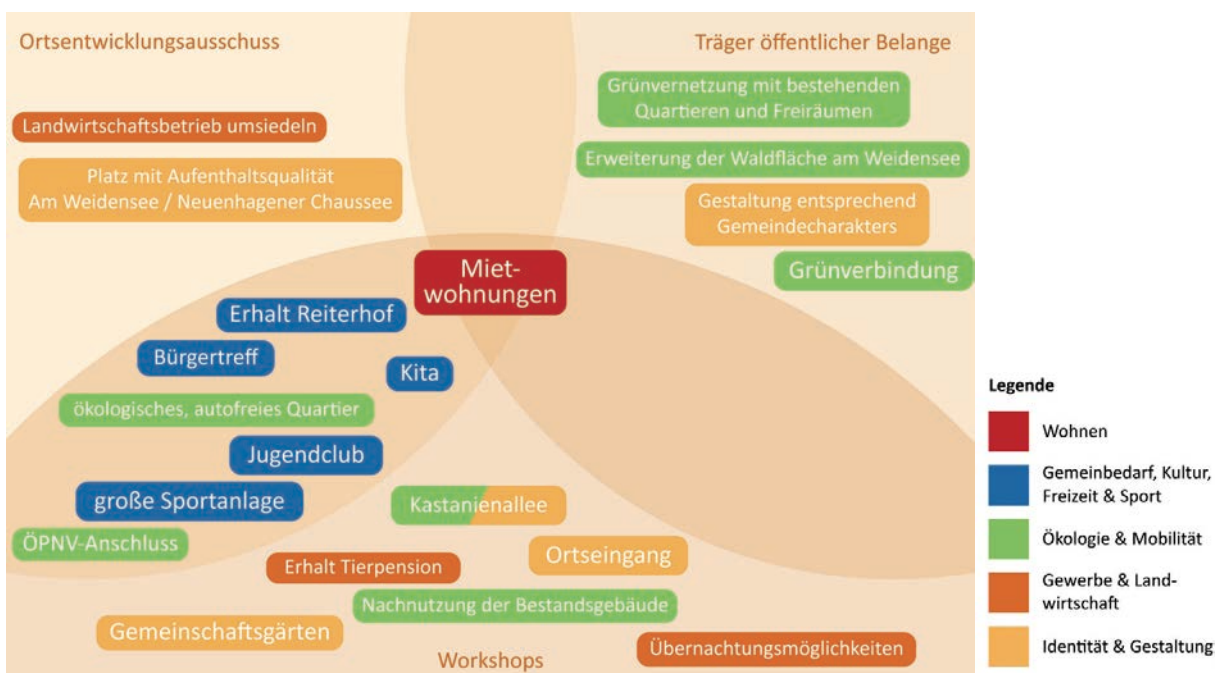 Ortsentwicklungsausschuss
Träger öffentlicher Belange
Grünvernetzung mit bestehenden
Quartieren und Freiräumen
Landwirtschaftsbetrieb umsiedeln
Erweiterung der Waldfläche am Weidensee
Platz mit Aufenthaltsqualität
Am Weidensee / Neuenhagener Chaussee
Gestaltung entsprechend
Gemeindecharakters
Grünverbindung
Miet-
wohnungen
Erhalt Reiterhof
Bürgertreff
Kita
ökologisches, autofreies Quartier
Jugendclub
große Sportanlage
Kastanienallee
ÖPNV-Anschluss
Ortseingang
Erhalt Tierpension
Nachnutzung der Bestandsgebäude
Gemeinschaftsgärten
Übernachtungsmöglichkeiten
Workshops
Legende
Wohnen
Gemeinbedarf, Kultur,
Freizeit & Sport
Ökologie & Mobilität
Gewerbe & Land-
wirtschaft
Identität & Gestaltung